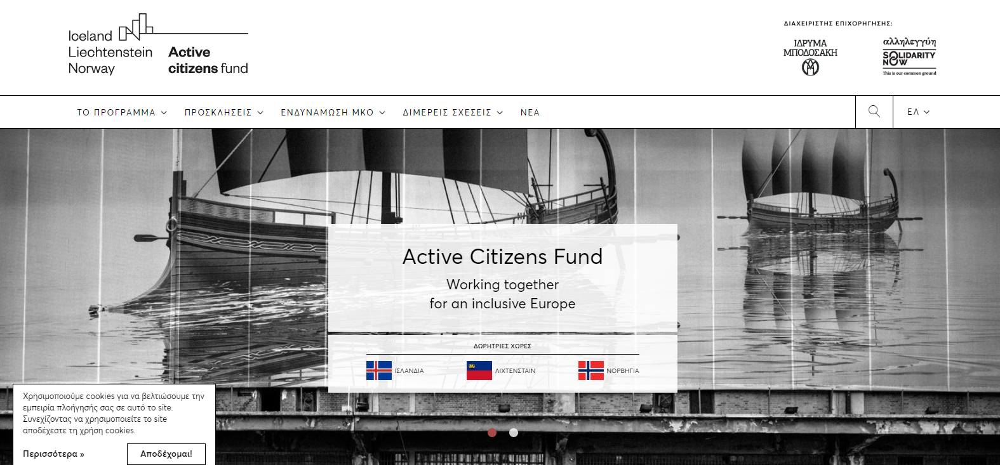 Iceland
Liechtenstein
Norway
Active
citizens fund
ΔΙΑΧΕΙΡΙΣΤΗΣ ΕΠΙΧΟΡΗΓΗΣΗΣ:
ΙΔΡΥΜΑ
ΜΠΟΔΟΣΑΚΗ
αλληλεγγύη
SOLIDARITY
NOW
This is our common ground
ΤΟ ΠΡΟΓΡΑΜΜΑ ΠΡΟΣΚΛΗΣΕΙΣ ΕΝΔΥΝΑΜΩΣΗ ΜΚΟ ΔΙΜΕΡΕΙΣ ΣΧΕΣΕΙΣ ΝΕΑ ΕΛ
Active Citizens Fund
Working together
for an inclusive Europe
ΔΩΡΗΤΡΙΕΣ ΧΩΡΕΣ
ΙΣΛΑΝΔΙΑ ΛΙΧΤΕΝΣΤΑΙΝ ΝΟΡΒΗΓΙΑ
Χρησιμοποιούμε cookies για να βελτιώσουμε την
εμπειρία πλοήγησής σας σε αυτό το site.
Συνεχίζοντας να χρησιμοποιείτε το site
αποδέχεστε τη χρήση cookies.
Περισσότερα » Αποδέχομαι!